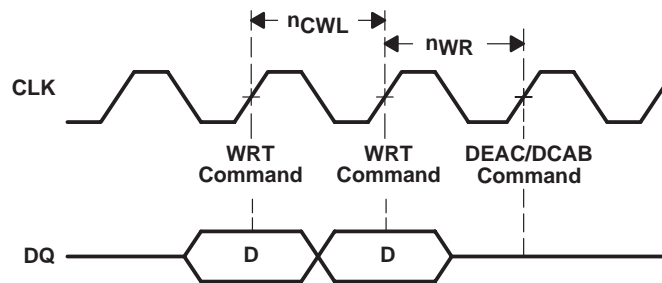 nCWL
nWR
CLK
WRT
Command
WRT
Command
DEAC/DCAB
Command
DQ
D
D